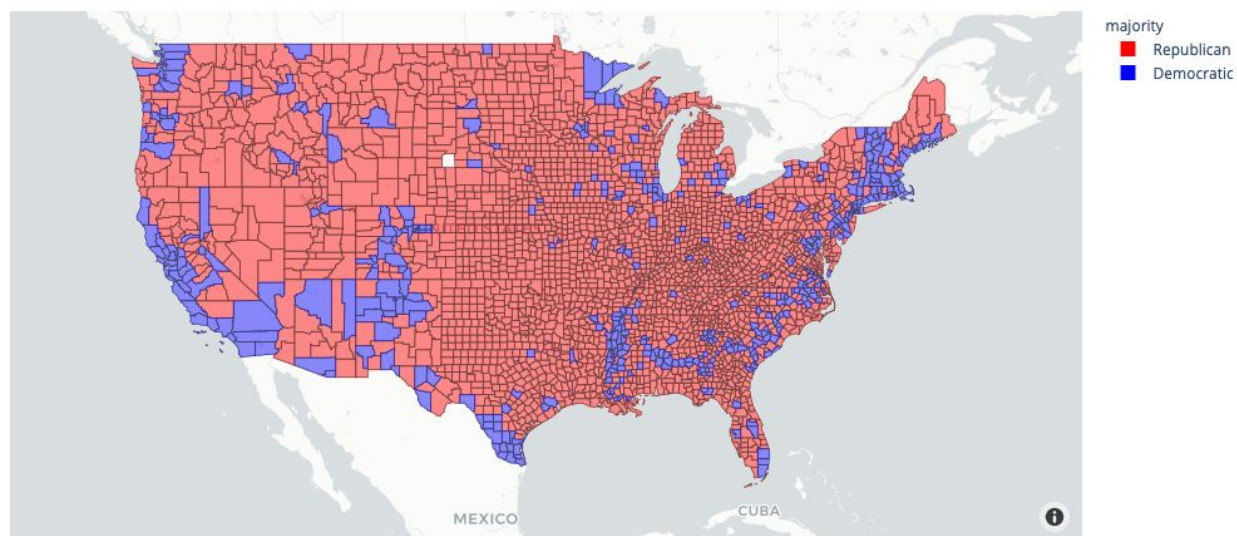 majority
Republican
Democratic
MEXICO
CUBA
i